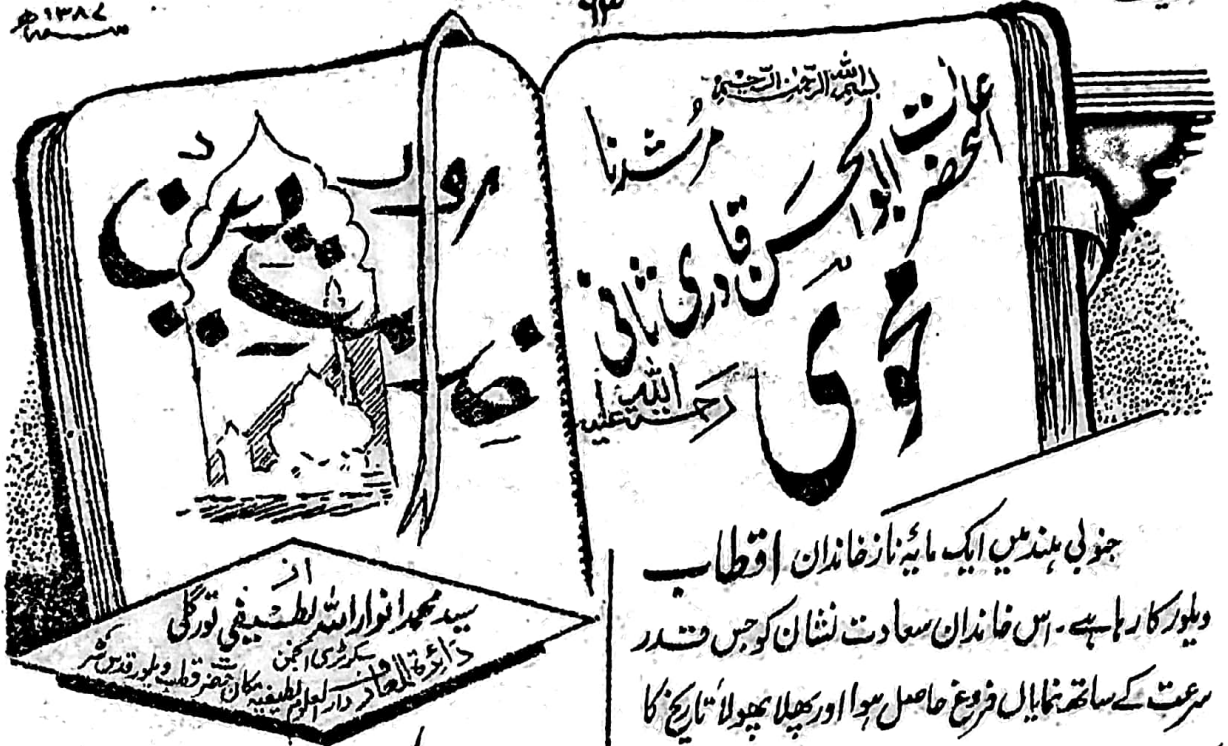 ۱۳۸۷ھ
۹۳
بسم اللہ الرحمن الرحیم
اعلحضرت مرشدنا
ابوالحسن قادری ثانی
محوی
رحمۃ اللہ علیہ
از
سید محمد انوار اللہ لطیفی تورگی
سکریٹری انجمن
دائرۃ المعارف دارالعلوم لطیفیہ مکان حضرت قطب ویلور قدس سرہ
جنوبی ہند میں ایک مایۂ ناز خاندان اقطاب
ویلور کا رہا ہے۔ اس خاندان سعادت نشان کو جس قدر
سرعت کے ساتھ نمایاں فروغ حاصل ہوا اور پھلا پھولا تاریخ کا